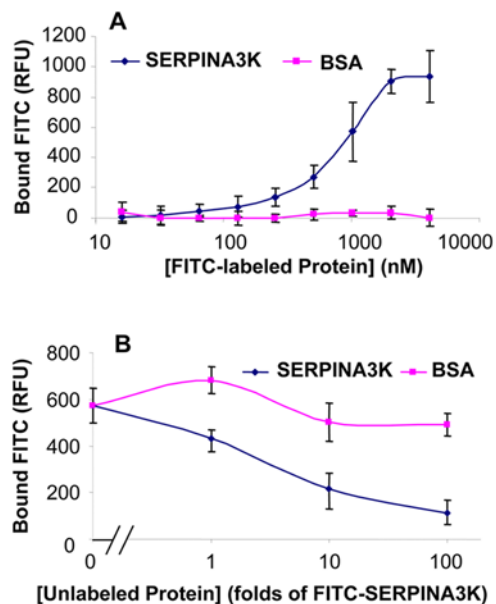 A
SERPINA3K BSA
Bound FITC (RFU)
1200
1000
800
600
400
200
0
10 100 1000 10000
[FITC-labeled Protein] (nM)
B
SERPINA3K BSA
Bound FITC (RFU)
800
600
400
200
0
0 1 10 100
[Unlabeled Protein] (folds of FITC-SERPINA3K)